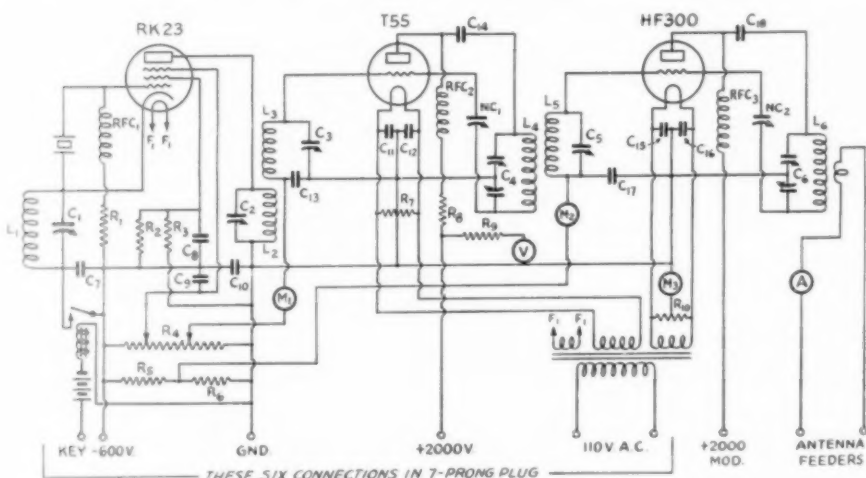 RK23 T55 HF300
C14 C18
F1 F1
RFC1 RFC2 RFC3
L3 C3 NC1 L4 L5 C5 NC2 L6
C11 C12 C15 C16
L1 C1 C2 C13 C4 C17 C6
R1 R2 R3 L2 R7 R8 M2
C8 R9 V
C7 C9 C10 M1 M3 A
R4 F1 F1 R10
R5 R6
KEY -600V. GND. +2000V. 110V. A.C. +2000 MOD. ANTENNA FEEDERS
THESE SIX CONNECTIONS IN 7-PRONG PLUG